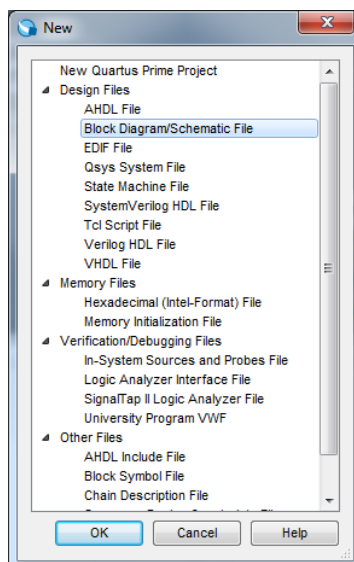 New
New Quartus Prime Project
Design Files
AHDL File
Block Diagram/Schematic File
EDIF File
Qsys System File
State Machine File
SystemVerilog HDL File
Tcl Script File
Verilog HDL File
VHDL File
Memory Files
Hexadecimal (Intel-Format) File
Memory Initialization File
Verification/Debugging Files
In-System Sources and Probes File
Logic Analyzer Interface File
SignalTap II Logic Analyzer File
University Program VWF
Other Files
AHDL Include File
Block Symbol File
Chain Description File
OK Cancel Help